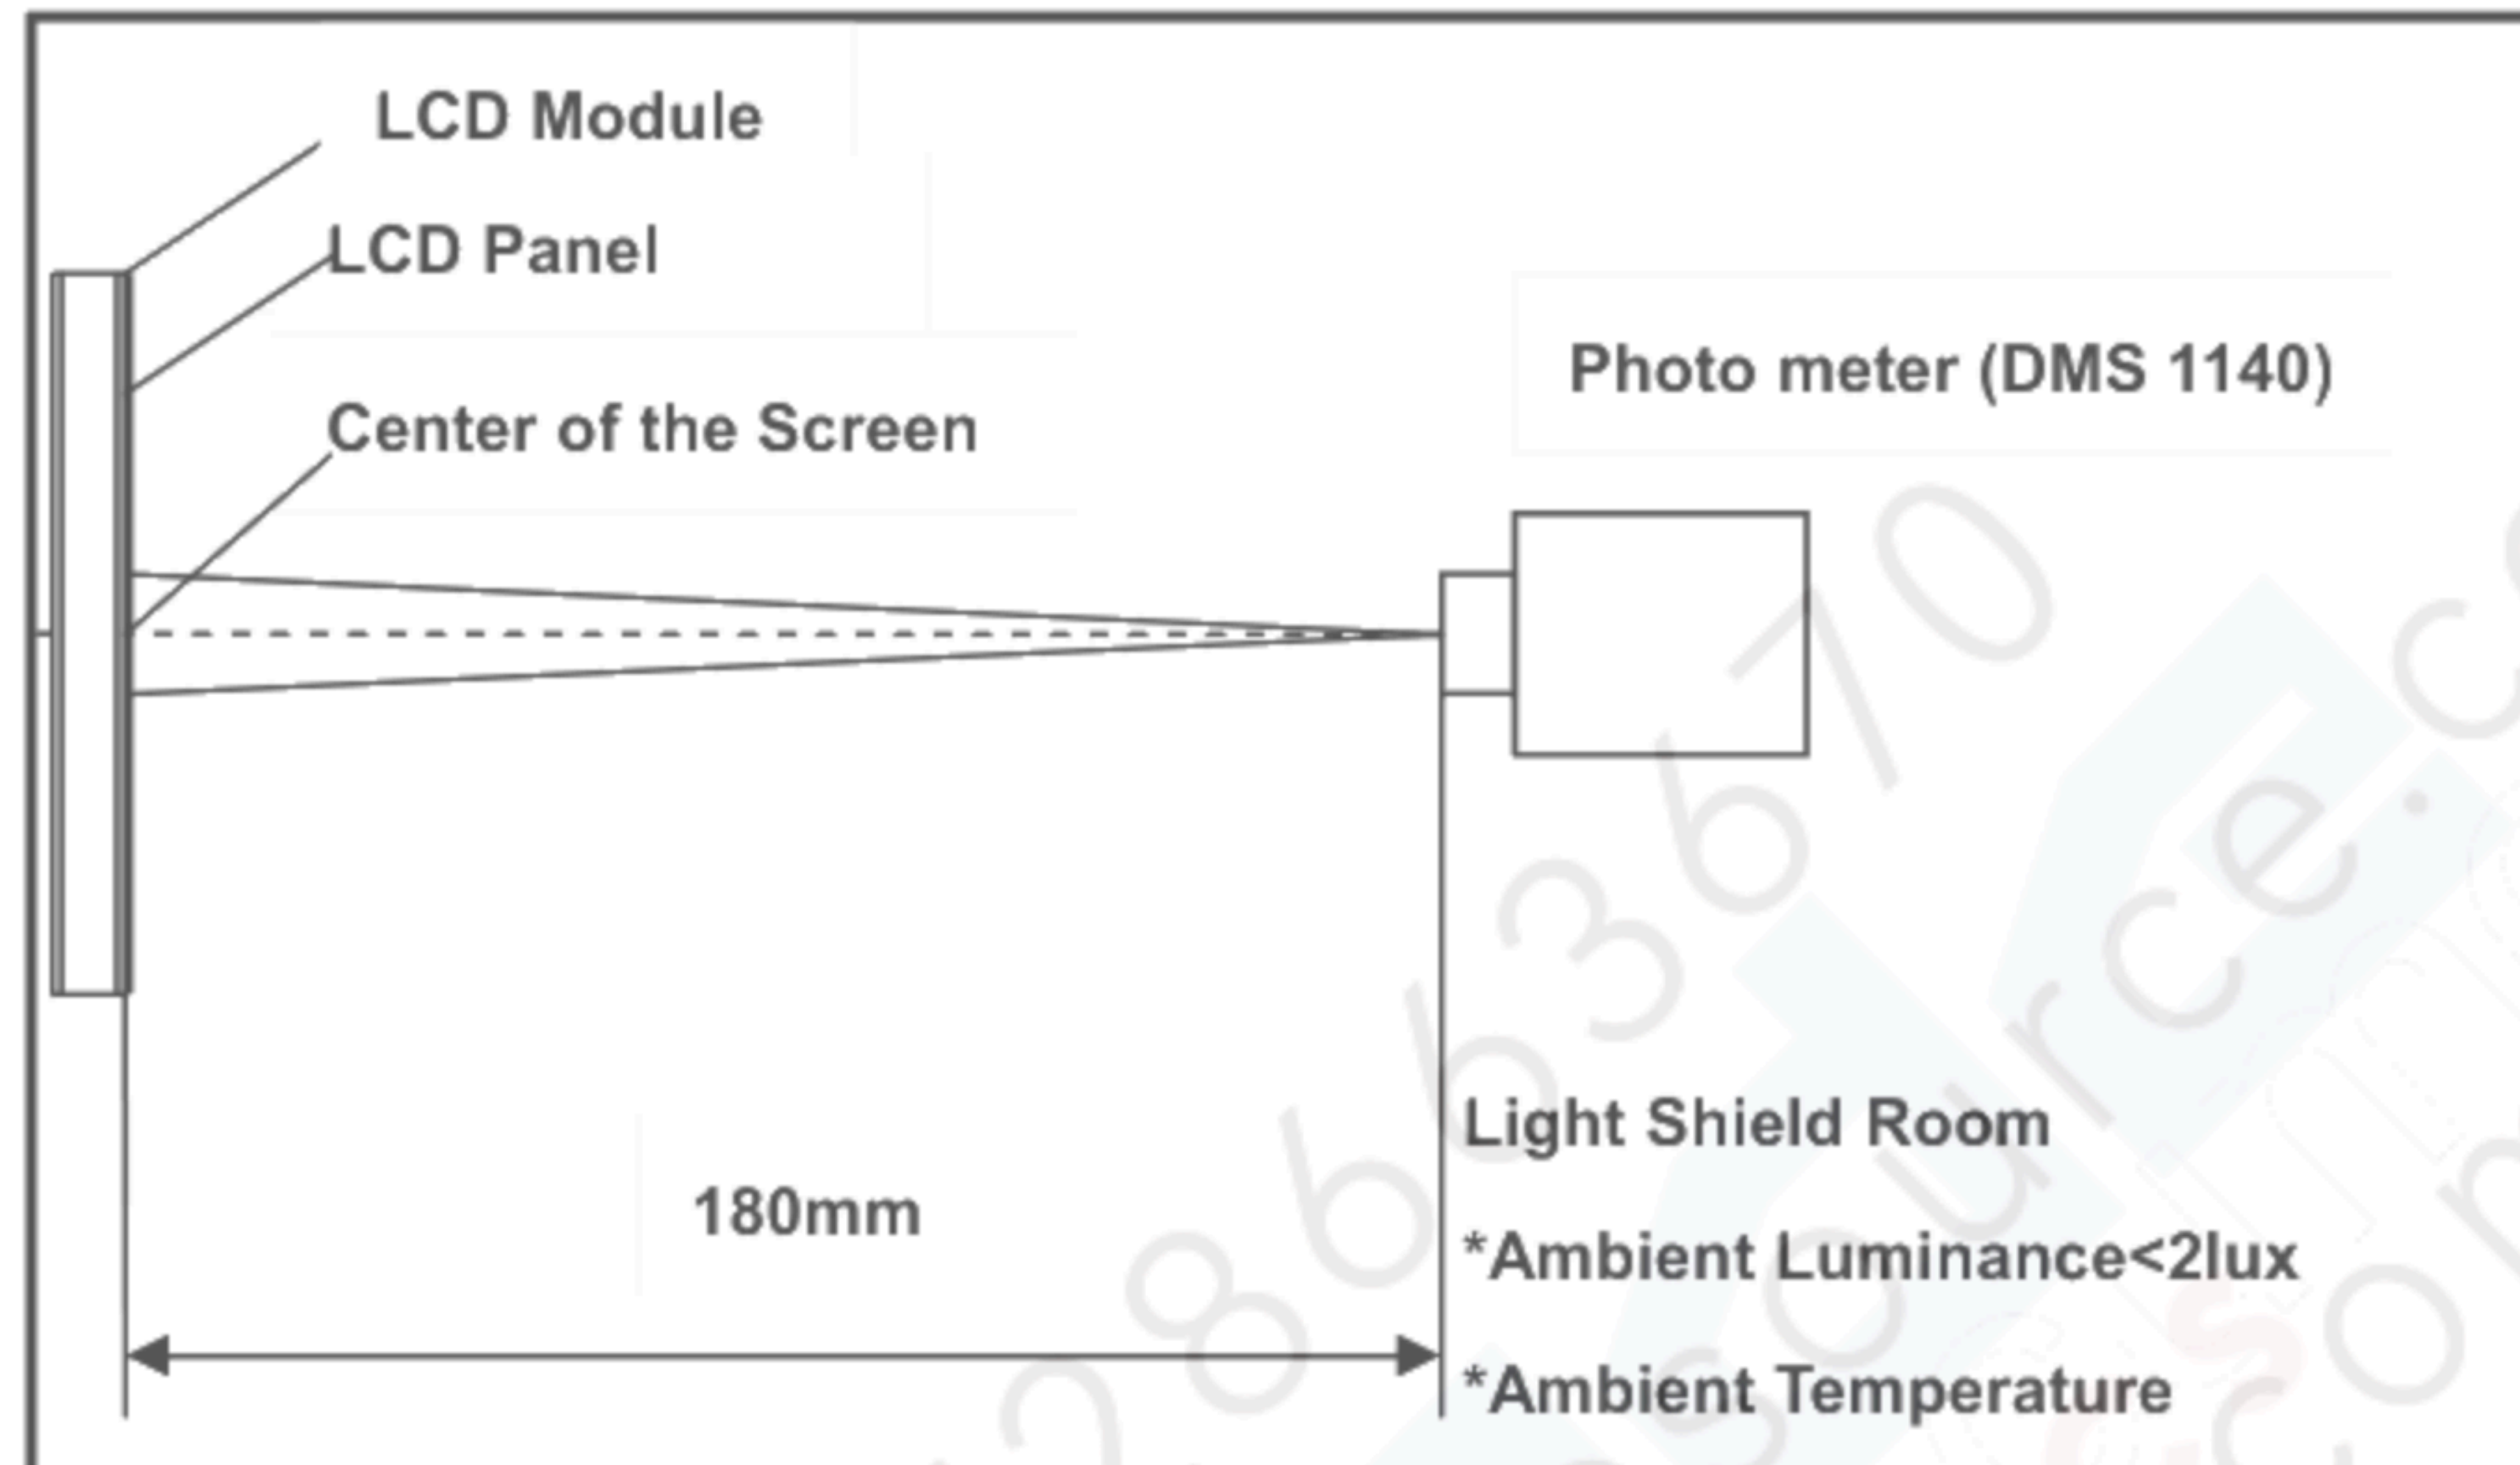 LCD Module
LCD Panel
Center of the Screen
Photo meter (DMS 1140)
Light Shield Room
180mm
*Ambient Luminance<2lux
*Ambient Temperature